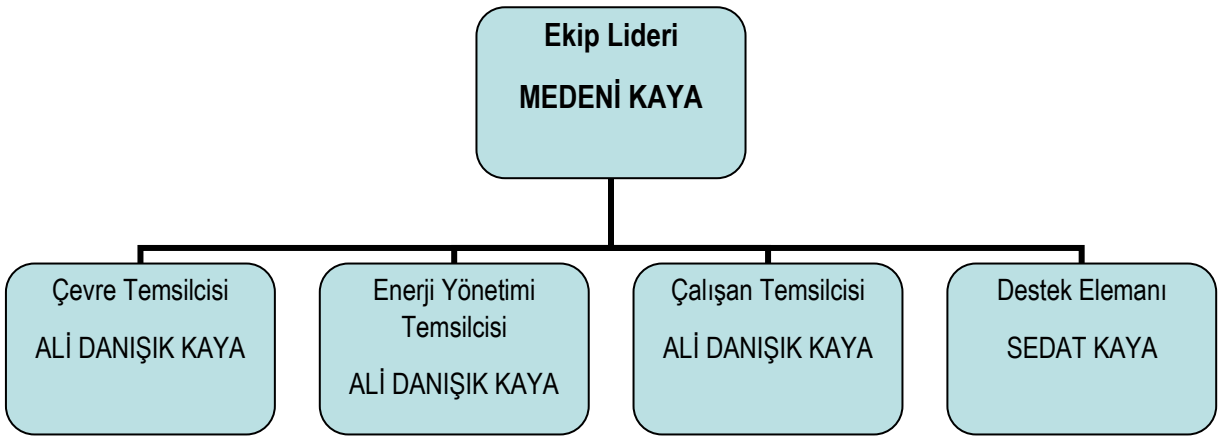 Ekip Lideri
MEDENİ KAYA
Çevre Temsilcisi
ALİ DANIŞIK KAYA
Enerji Yönetimi
Temsilcisi
ALİ DANIŞIK KAYA
Çalışan Temsilcisi
ALİ DANIŞIK KAYA
Destek Elemanı
SEDAT KAYA